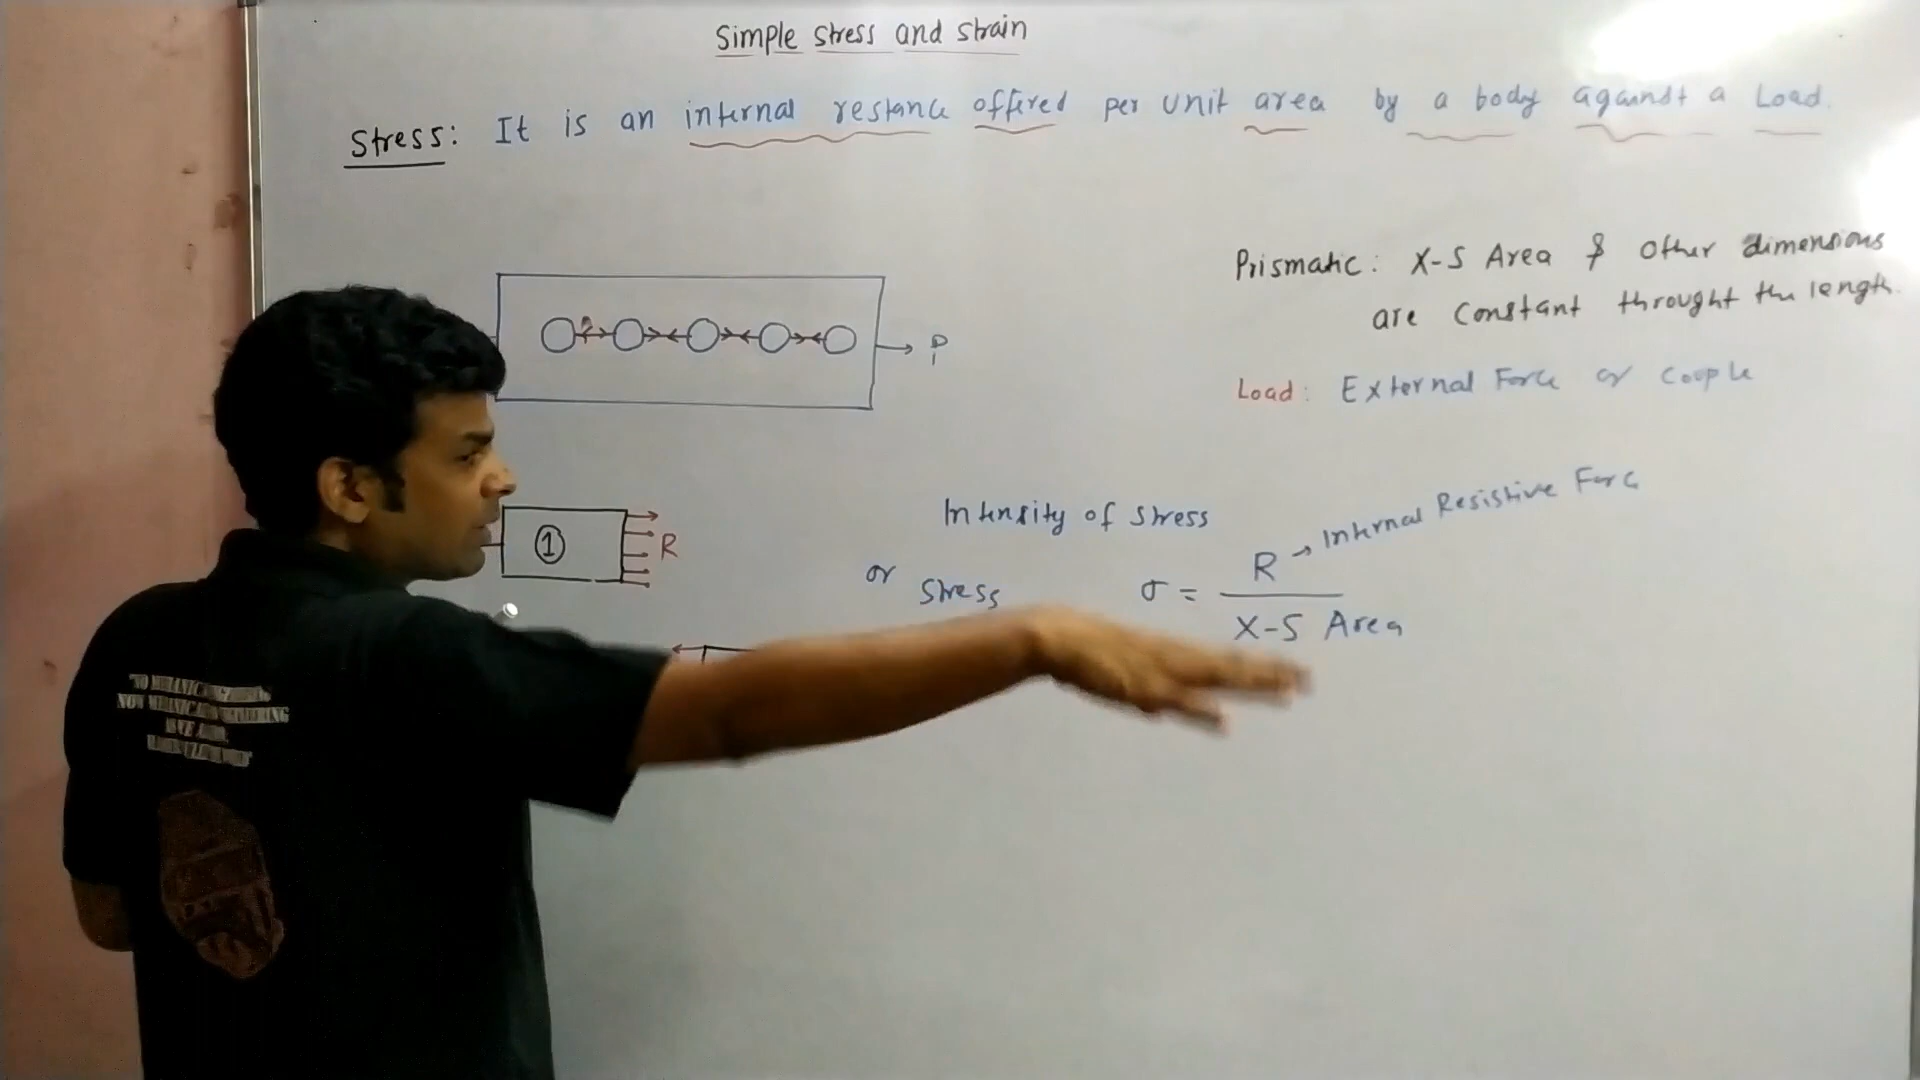 Simple stress and strain
Stress: It is an internal restance offered per unit area by a body against a Load.
Prismatic: X-S Area & Other dimensions
are constant throught the length.
P
Load: External Force or Couple
Intensity of stress
or stress
σ = R / X-S Area
→ Internal Resistive Force
1
R